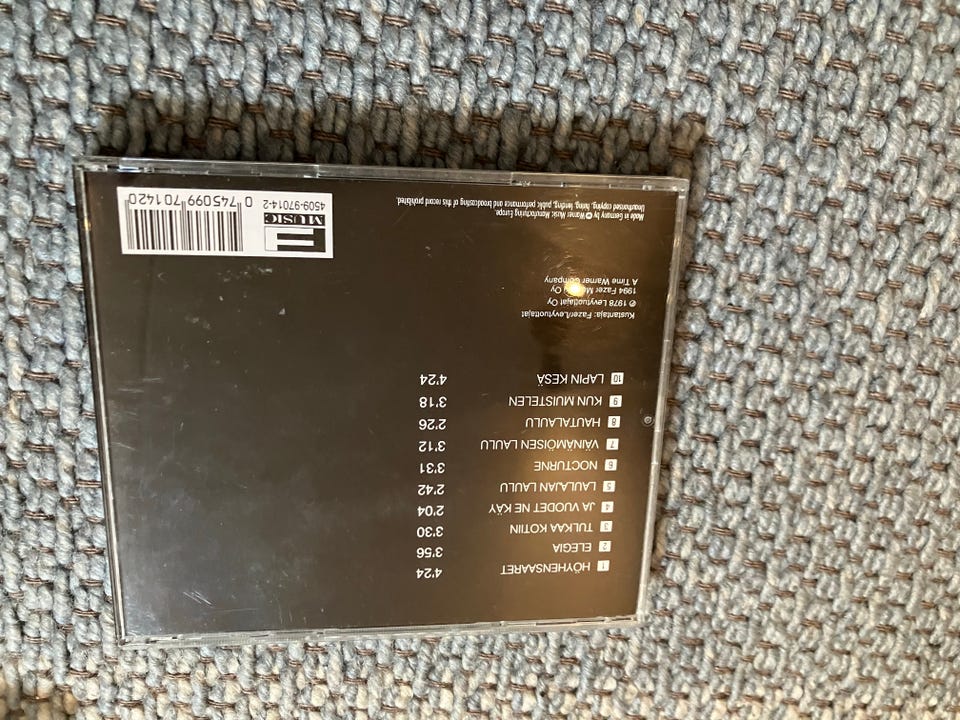 1 HÖYHENSAARET 4'24
2 ELEGIA 3'56
3 TULKAA KOTIIN 3'30
4 JA VUODET NE KÄY 2'04
5 LAULAJAN LAULU 2'42
6 NOCTURNE 3'31
7 VÄINÄMÖISEN LAULU 3'12
8 HAUTALAULU 2'26
9 KUN MUISTELEN 3'18
10 LAPIN KESÄ 4'24
Kustantaja: Fazer/Levytuottajat
℗ 1978 Levytuottajat Oy
1994 Fazer Oy
A Time Warner Company
Made in Germany by Warner Music Manufacturing Europe.
Unauthorised copying, hiring, lending, public performance and broadcasting of this record prohibited.
F
MUSIC
4509-97014-2
0 745099 701420